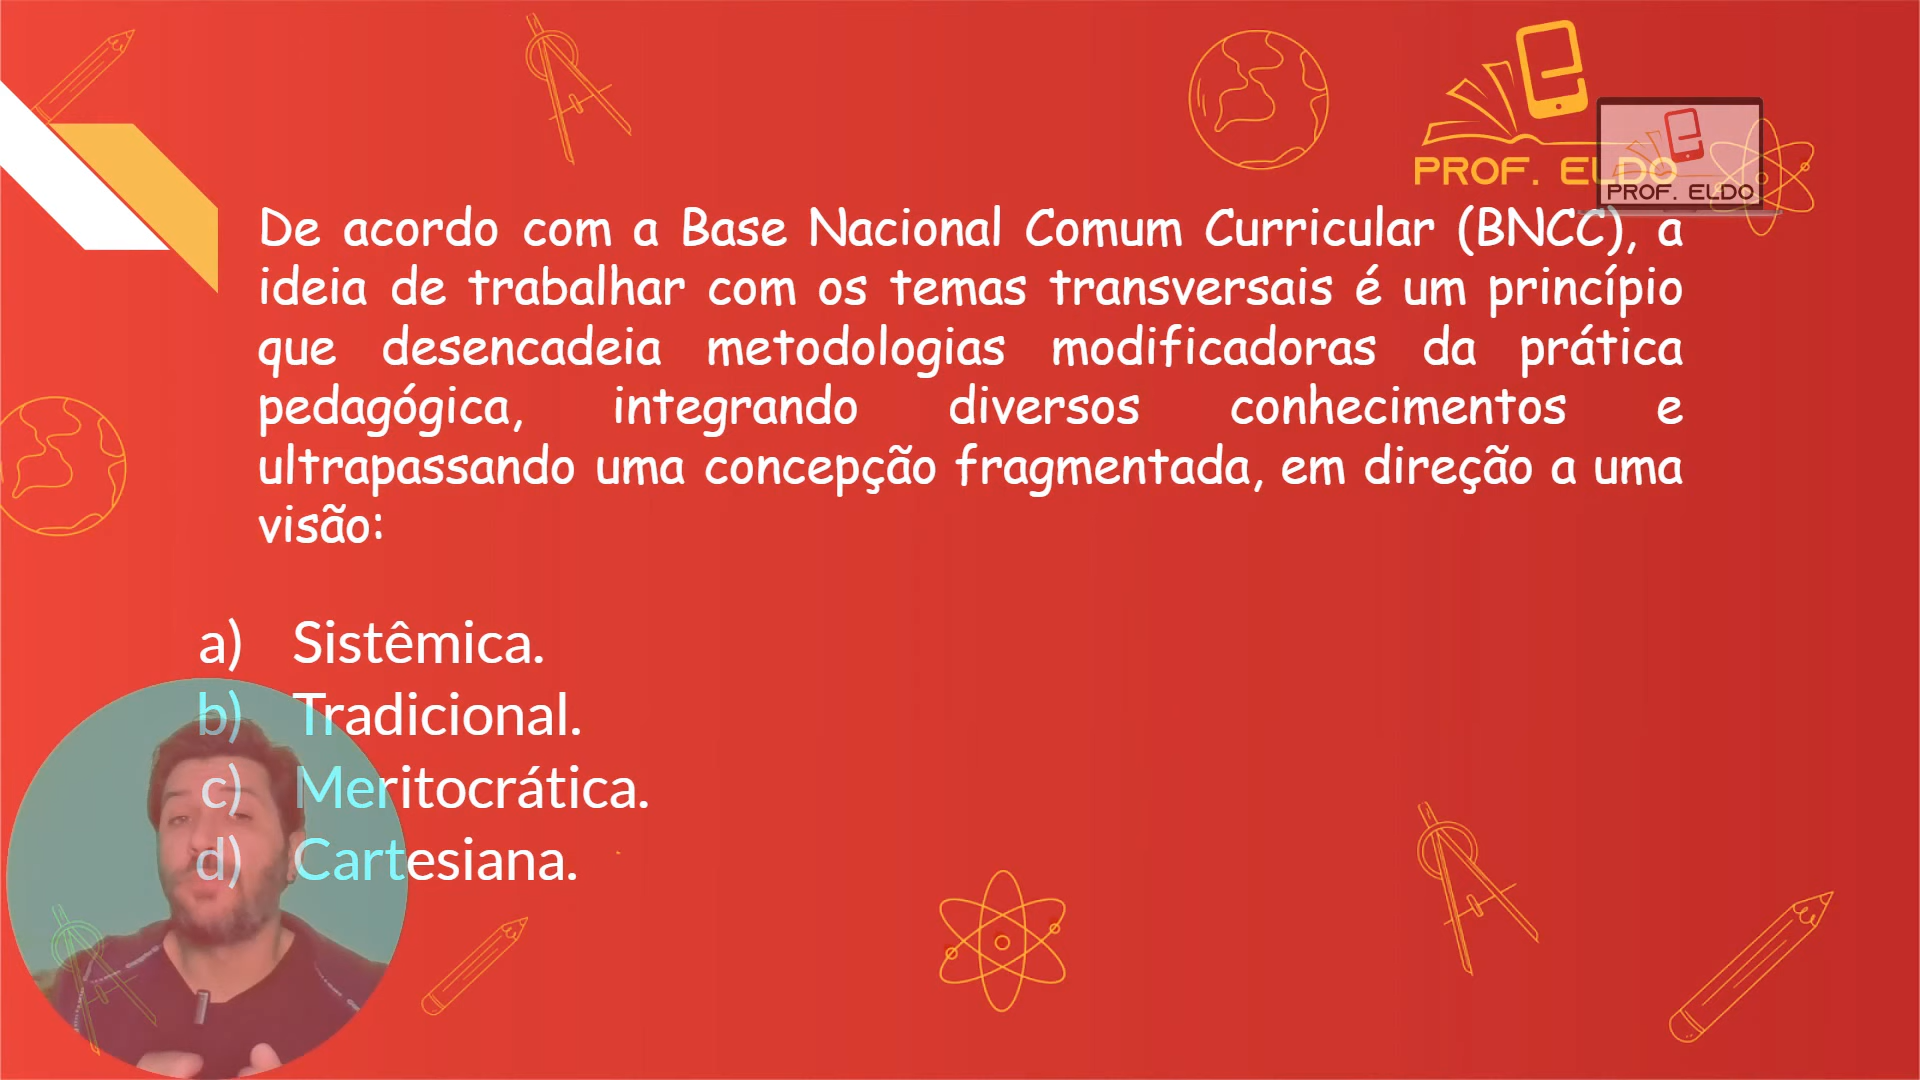 PROF. ELDO
PROF. ELDO
De acordo com a Base Nacional Comum Curricular (BNCC), a
ideia de trabalhar com os temas transversais é um princípio
que desencadeia metodologias modificadoras da prática
pedagógica, integrando diversos conhecimentos e
ultrapassando uma concepção fragmentada, em direção a uma
visão:
a) Sistêmica.
b) Tradicional.
c) Meritocrática.
d) Cartesiana.